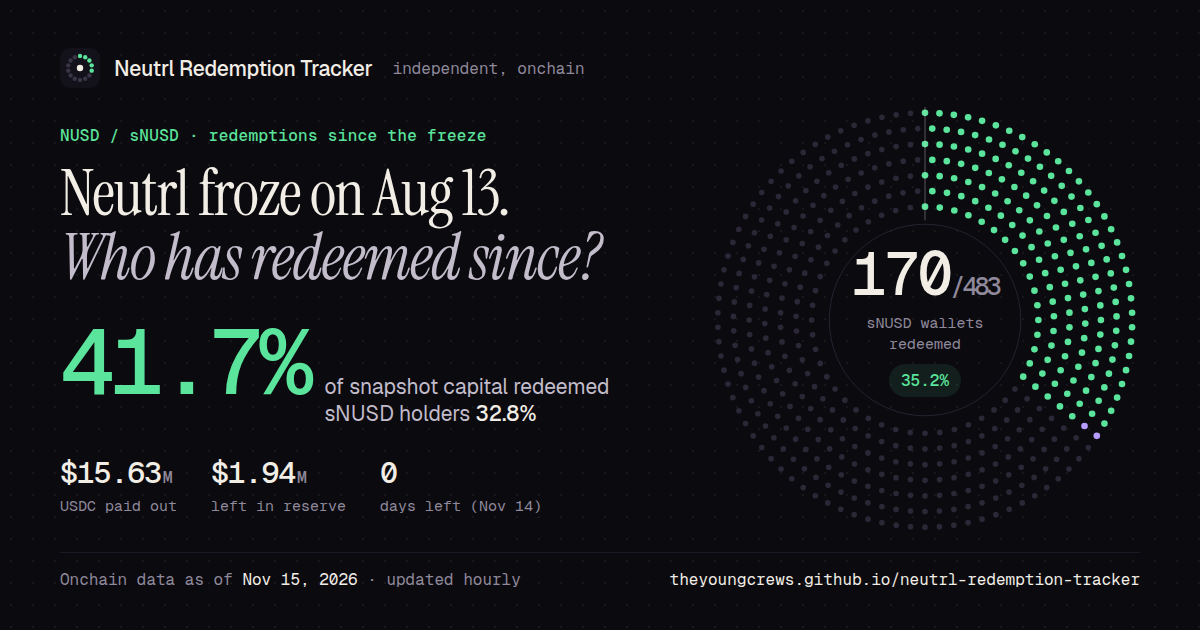 Neutrl Redemption Tracker independent, onchain
NUSD / sNUSD · redemptions since the freeze
Neutrl froze on Aug 13.
Who has redeemed since?
41.7% of snapshot capital redeemed
sNUSD holders 32.8%
$15.63M $1.94M 0
USDC paid out left in reserve days left (Nov 14)
170/483
sNUSD wallets
redeemed
35.2%
Onchain data as of Nov 15, 2026 · updated hourly
theyoungcrews.github.io/neutrl-redemption-tracker